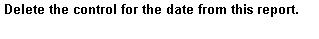 Delete the control for the date from this report.